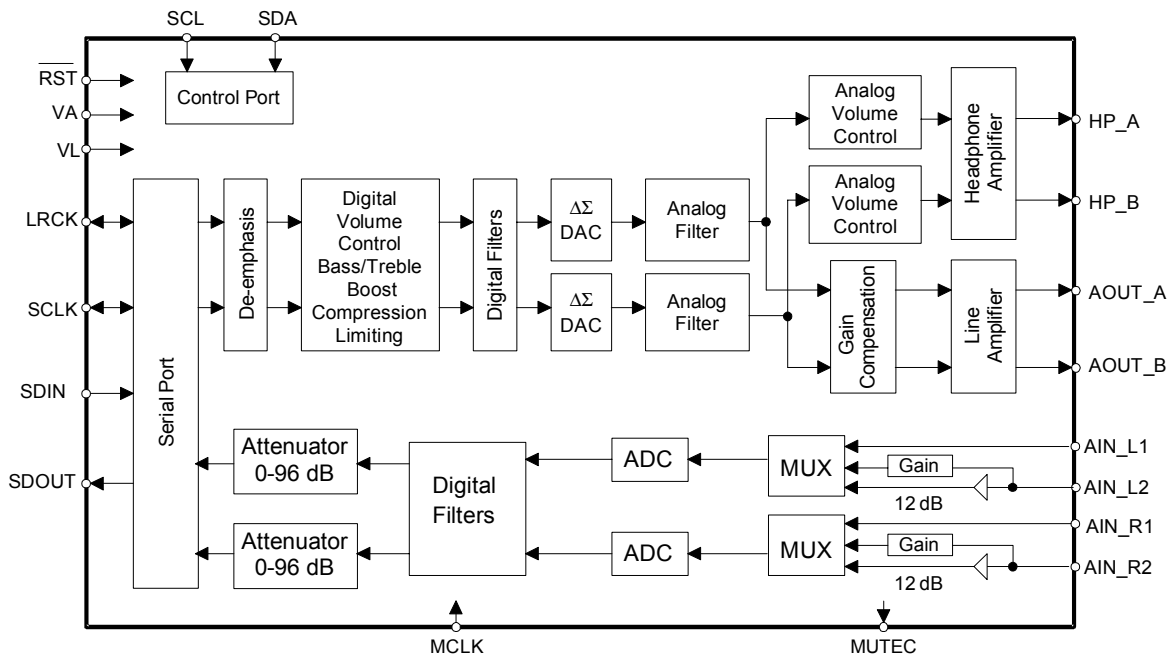 SCL
SDA
RST
VA
VL
LRCK
SCLK
SDIN
SDOUT
Control Port
Serial Port
De-emphasis
Digital
Volume
Control
Bass/Treble
Boost
Compression
Limiting
Digital Filters
ΔΣ
DAC
ΔΣ
DAC
Analog
Filter
Analog
Filter
Analog
Volume
Control
Analog
Volume
Control
Headphone
Amplifier
Gain
Compensation
Line
Amplifier
HP_A
HP_B
AOUT_A
AOUT_B
Attenuator
0-96 dB
Attenuator
0-96 dB
Digital
Filters
ADC
ADC
MUX
Gain
12 dB
MUX
Gain
12 dB
AIN_L1
AIN_L2
AIN_R1
AIN_R2
MCLK
MUTEC